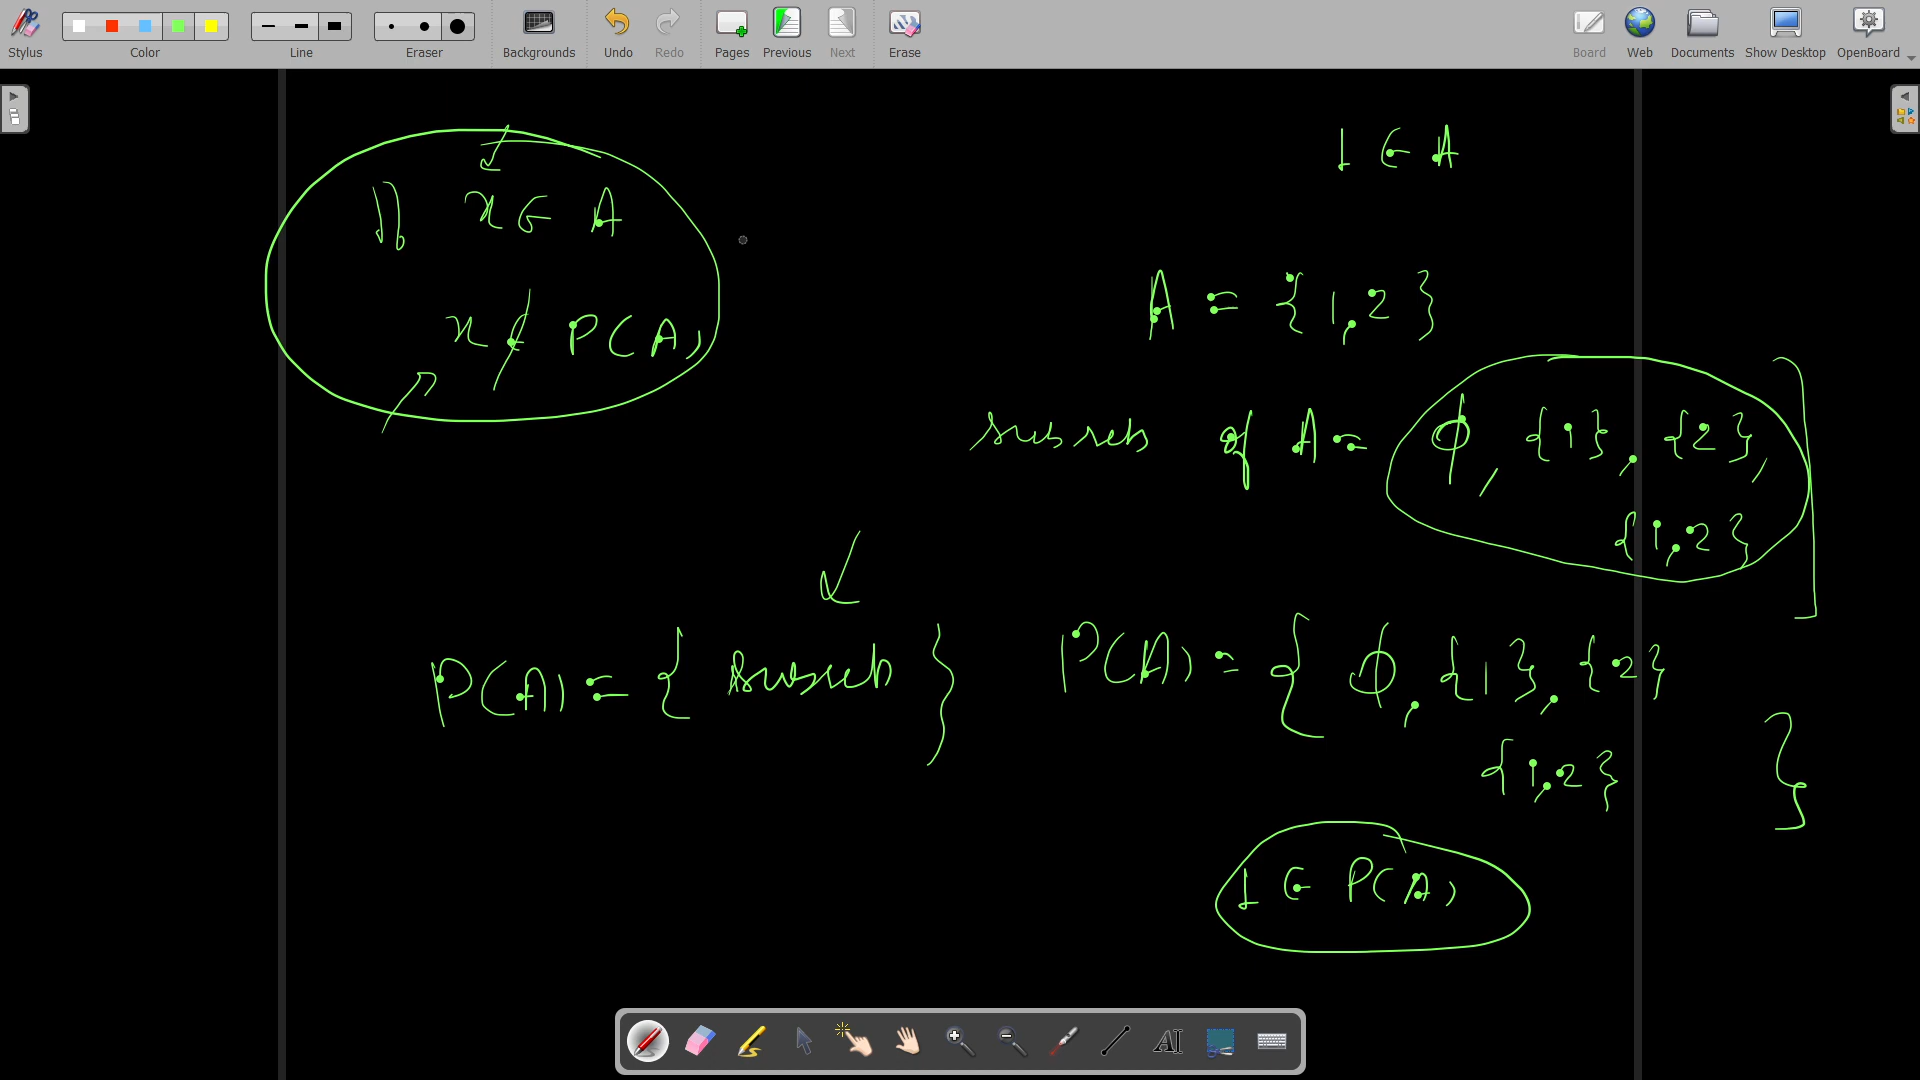 Stylus Color Line Eraser Backgrounds Undo Redo Pages Previous Next Erase Board Web Documents Show Desktop OpenBoard
1 ∈ A
x ∈ A
x ∉ P(A)
A = {1,2}
subsets of A = ϕ, {1}, {2},
{1,2}
P(A) = { subsets }
P(A) = { ϕ, {1}, {2}
{1,2} }
1 ∈ P(A)
AI